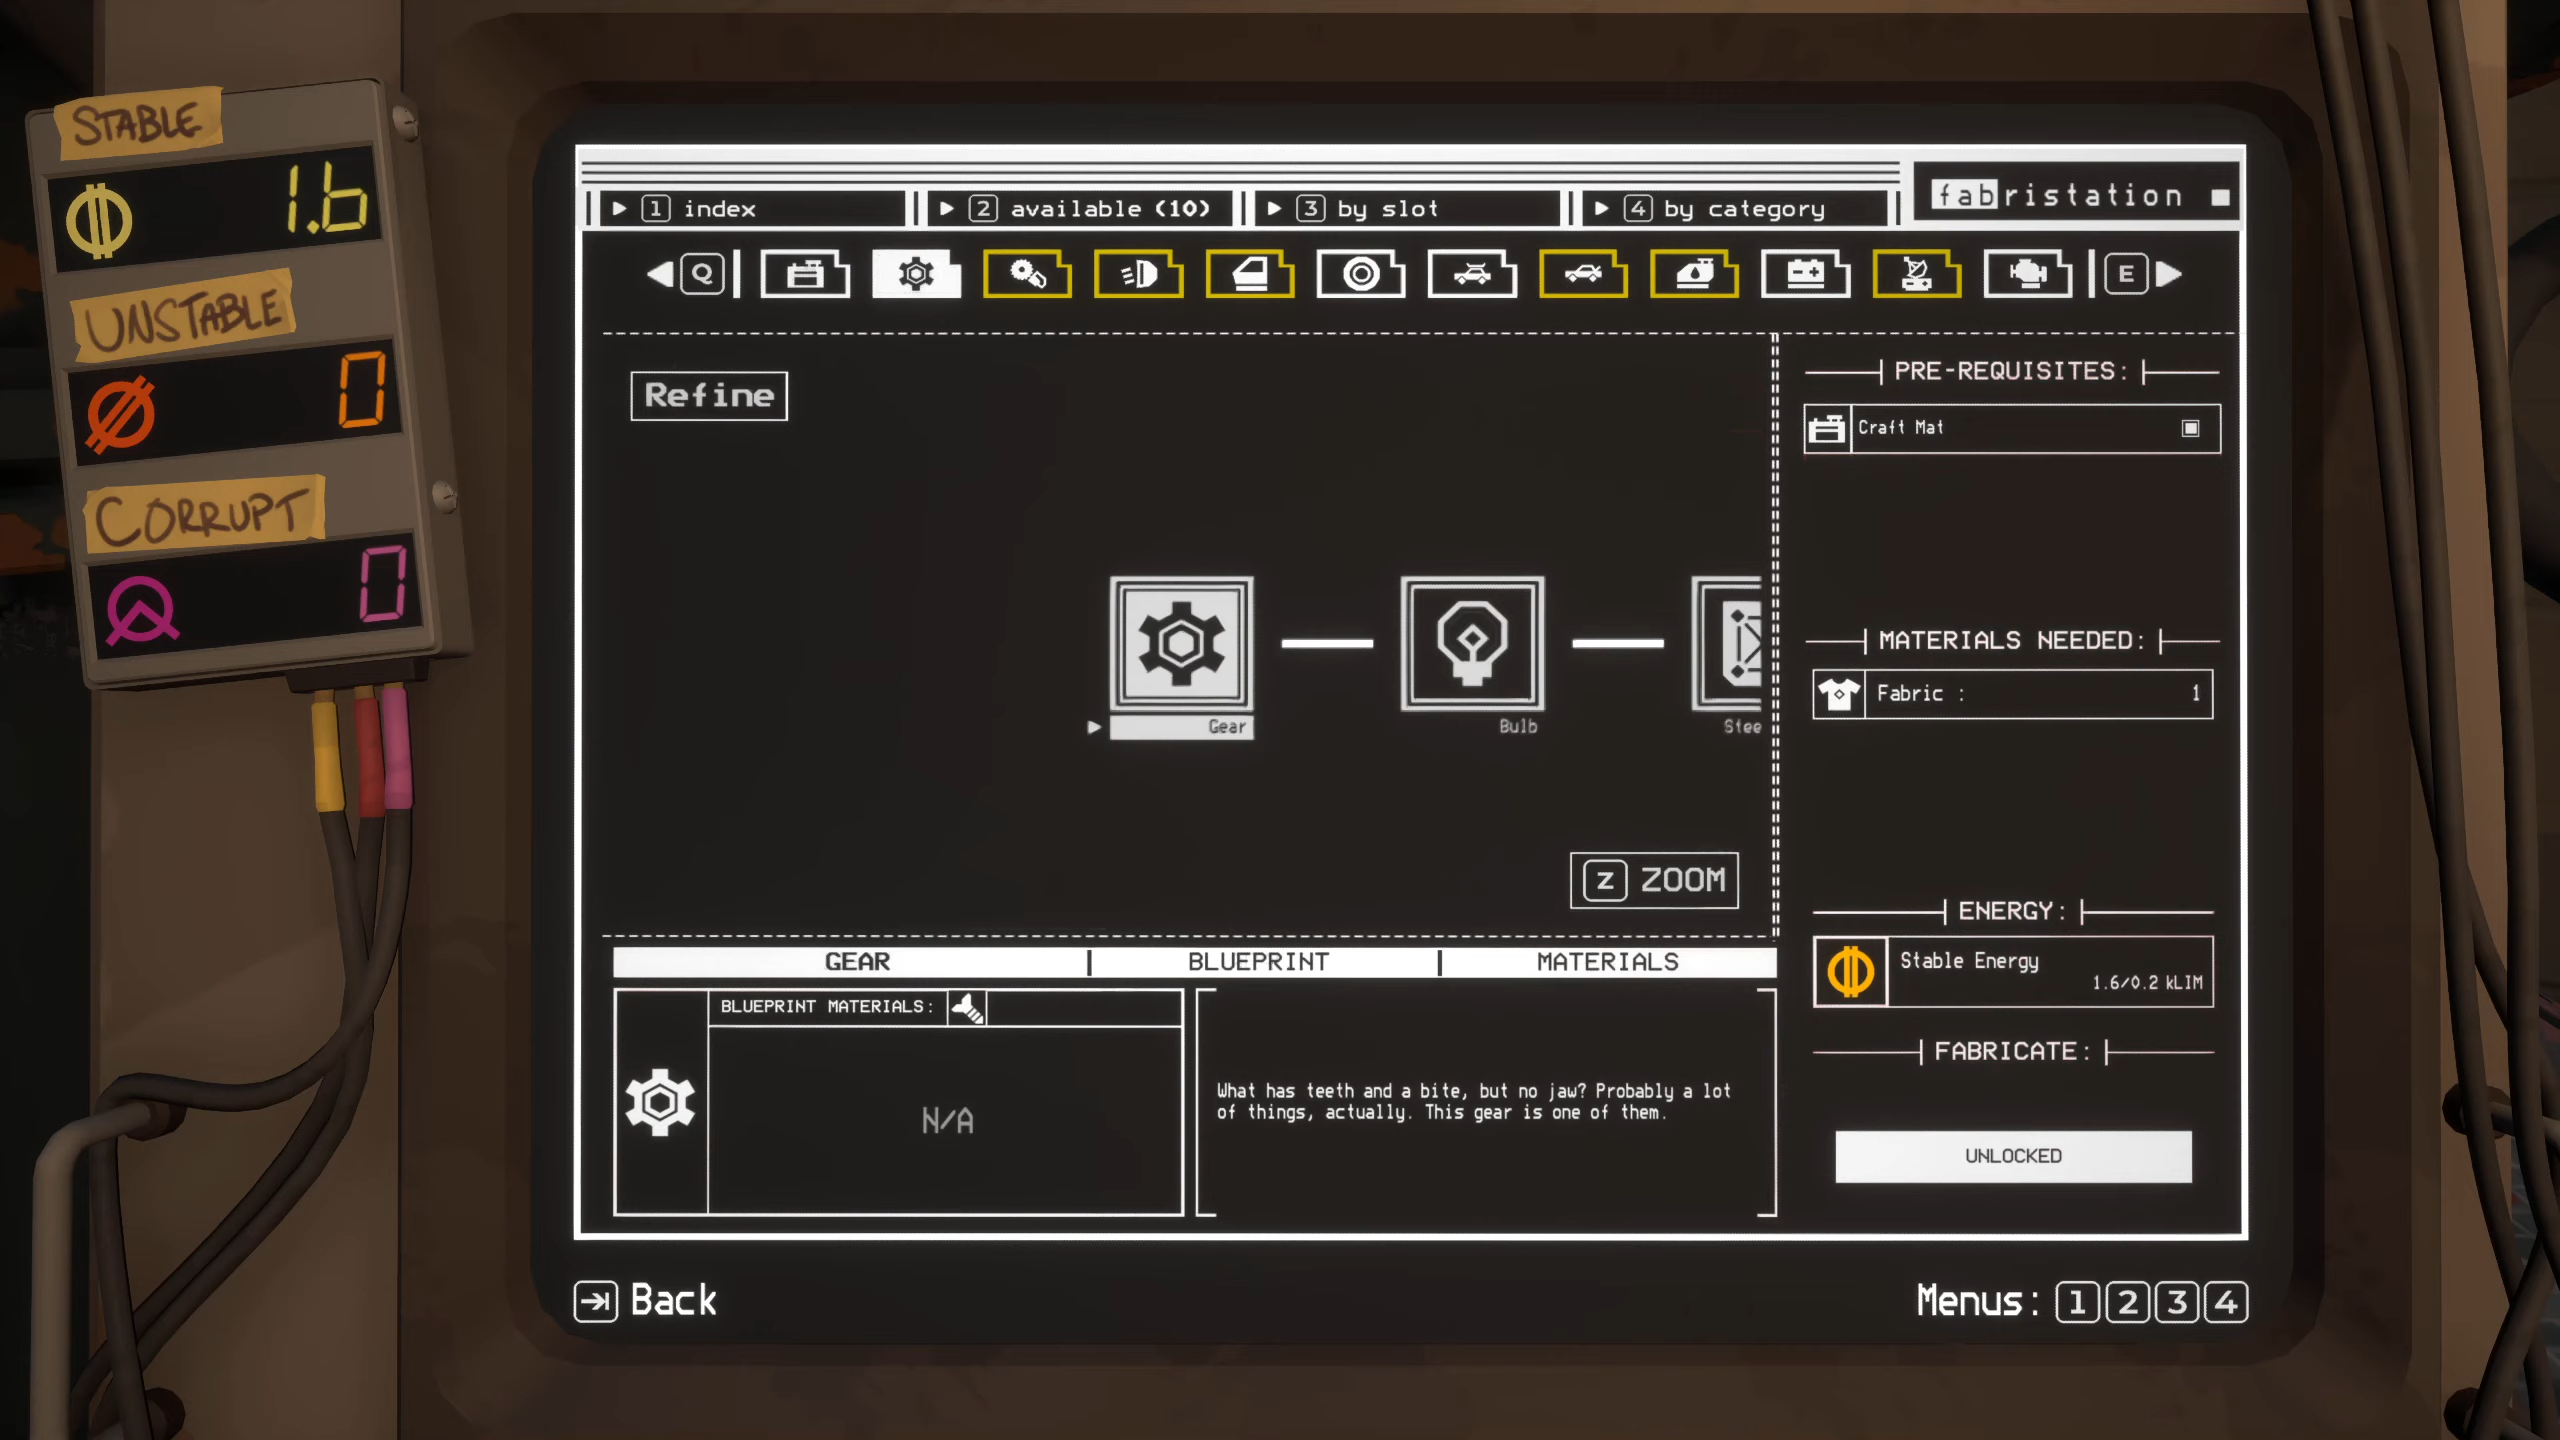 STABLE
1.6
UNSTABLE
0
CORRUPT
0
1 index
2 available (10)
3 by slot
4 by category
fabristation
Q
E
Refine
Gear
Bulb
Stee
Z ZOOM
PRE-REQUISITES:
Craft Mat
MATERIALS NEEDED:
Fabric : 1
ENERGY:
Stable Energy
1.6/0.2 kLIM
FABRICATE:
UNLOCKED
GEAR | BLUEPRINT | MATERIALS
BLUEPRINT MATERIALS:
N/A
What has teeth and a bite, but no jaw? Probably a lot
of things, actually. This gear is one of them.
Back
Menus: 1 2 3 4